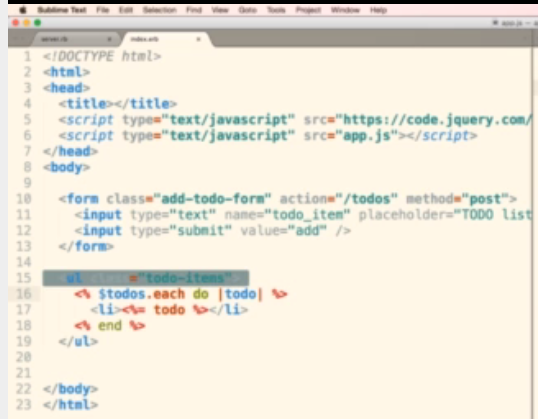 Sublime Text File Edit Selection Find View Goto Tools Project Window Help
app.js —
server.rb × index.erb ×
1 <!DOCTYPE html>
2 <html>
3 <head>
4 <title></title>
5 <script type="text/javascript" src="https://code.jquery.com/
6 <script type="text/javascript" src="app.js"></script>
7 </head>
8 <body>
9
10 <form class="add-todo-form" action="/todos" method="post">
11 <input type="text" name="todo_item" placeholder="TODO list
12 <input type="submit" value="add" />
13 </form>
14
15 <ul class="todo-items">
16 <% $todos.each do |todo| %>
17 <li><%= todo %></li>
18 <% end %>
19 </ul>
20
21
22 </body>
23 </html>